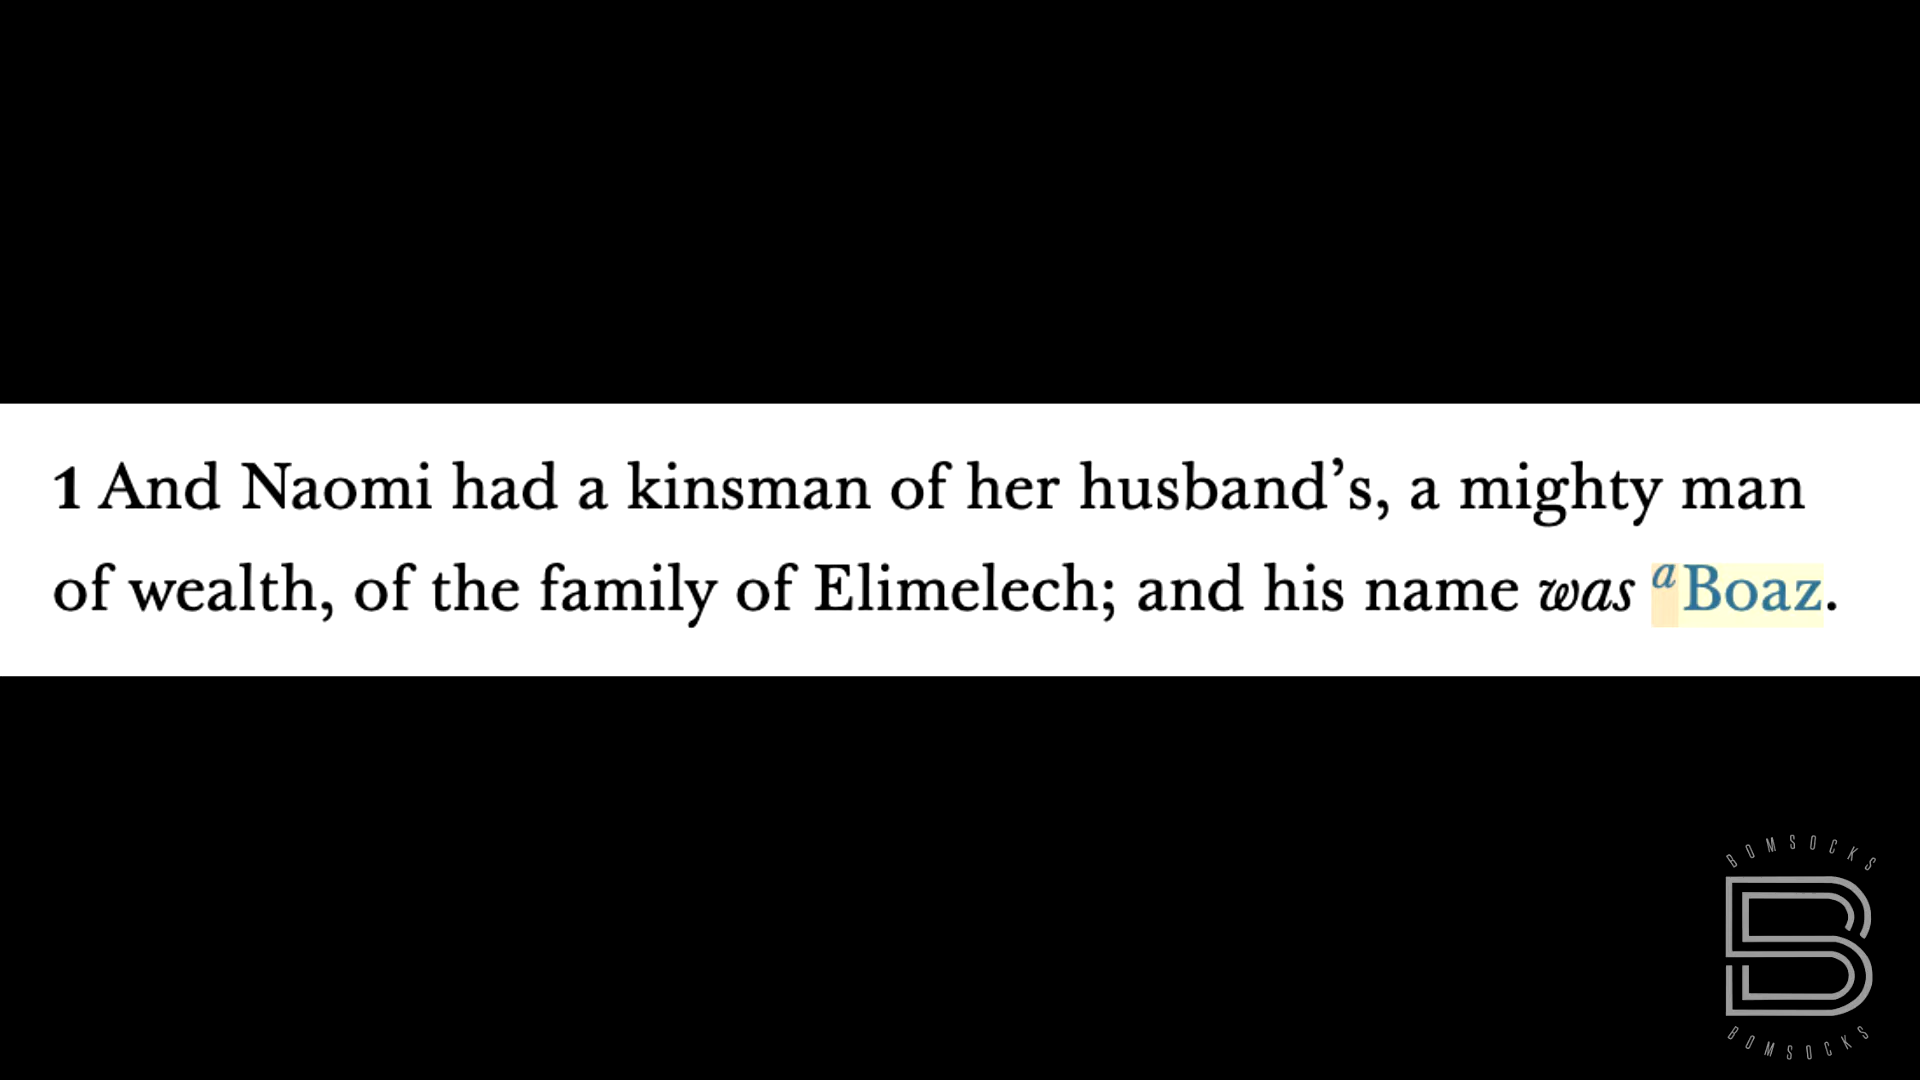 1 And Naomi had a kinsman of her husband’s, a mighty man
of wealth, of the family of Elimelech; and his name was aBoaz.
BOMSOCKS
B
BOMSOCKS